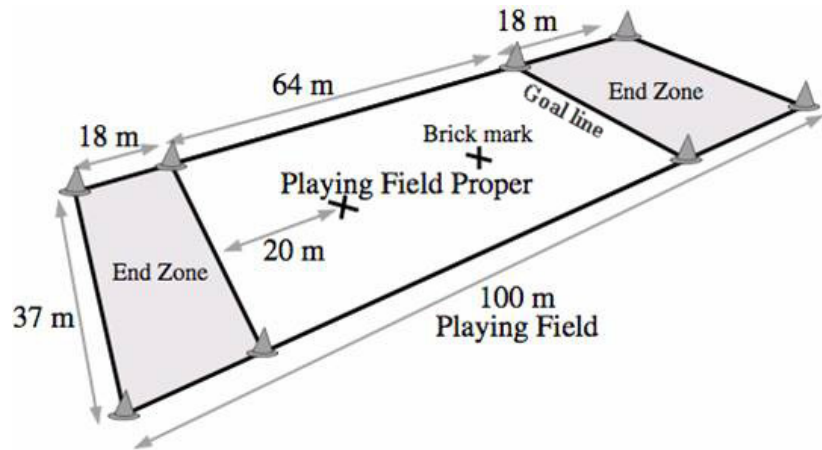 18 m
64 m
End Zone
Goal line
Brick mark
18 m
Playing Field Proper
20 m
End Zone
37 m
100 m
Playing Field